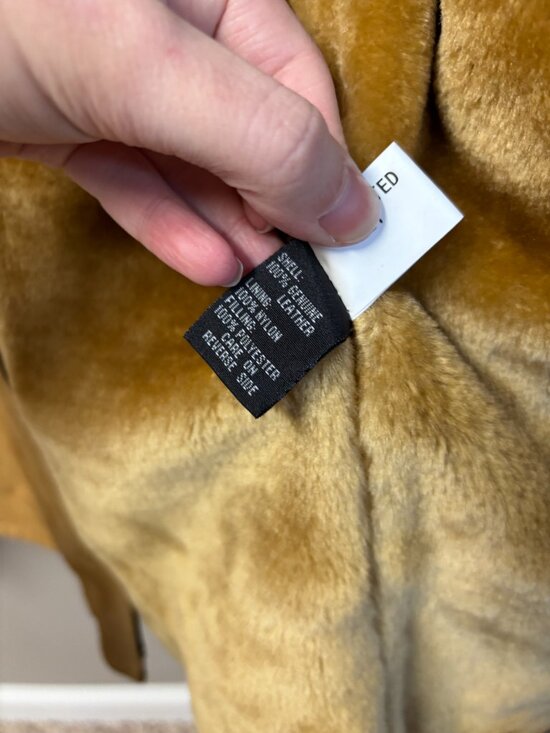 SHELL:
100% GENUINE
LEATHER
LINING:
100% NYLON
FILLING:
100% POLYESTER
CARE ON
REVERSE SIDE